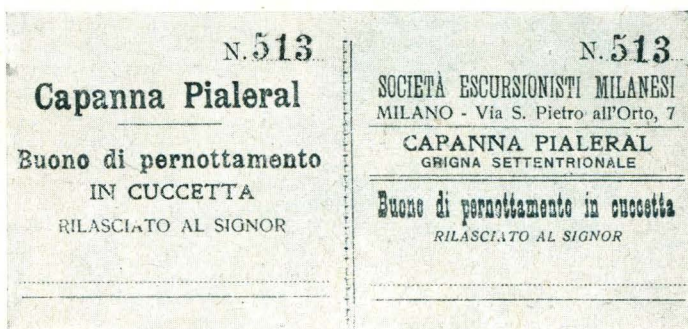 N. 513
Capanna Pialeral
Buono di pernottamento
IN CUCCETTA
RILASCIATO AL SIGNOR
N. 513
SOCIETÀ ESCURSIONISTI MILANESI
MILANO - Via S. Pietro all'Orto, 7
CAPANNA PIALERAL
GRIGNA SETTENTRIONALE
Buono di pernottamento in cuccetta
RILASCIATO AL SIGNOR